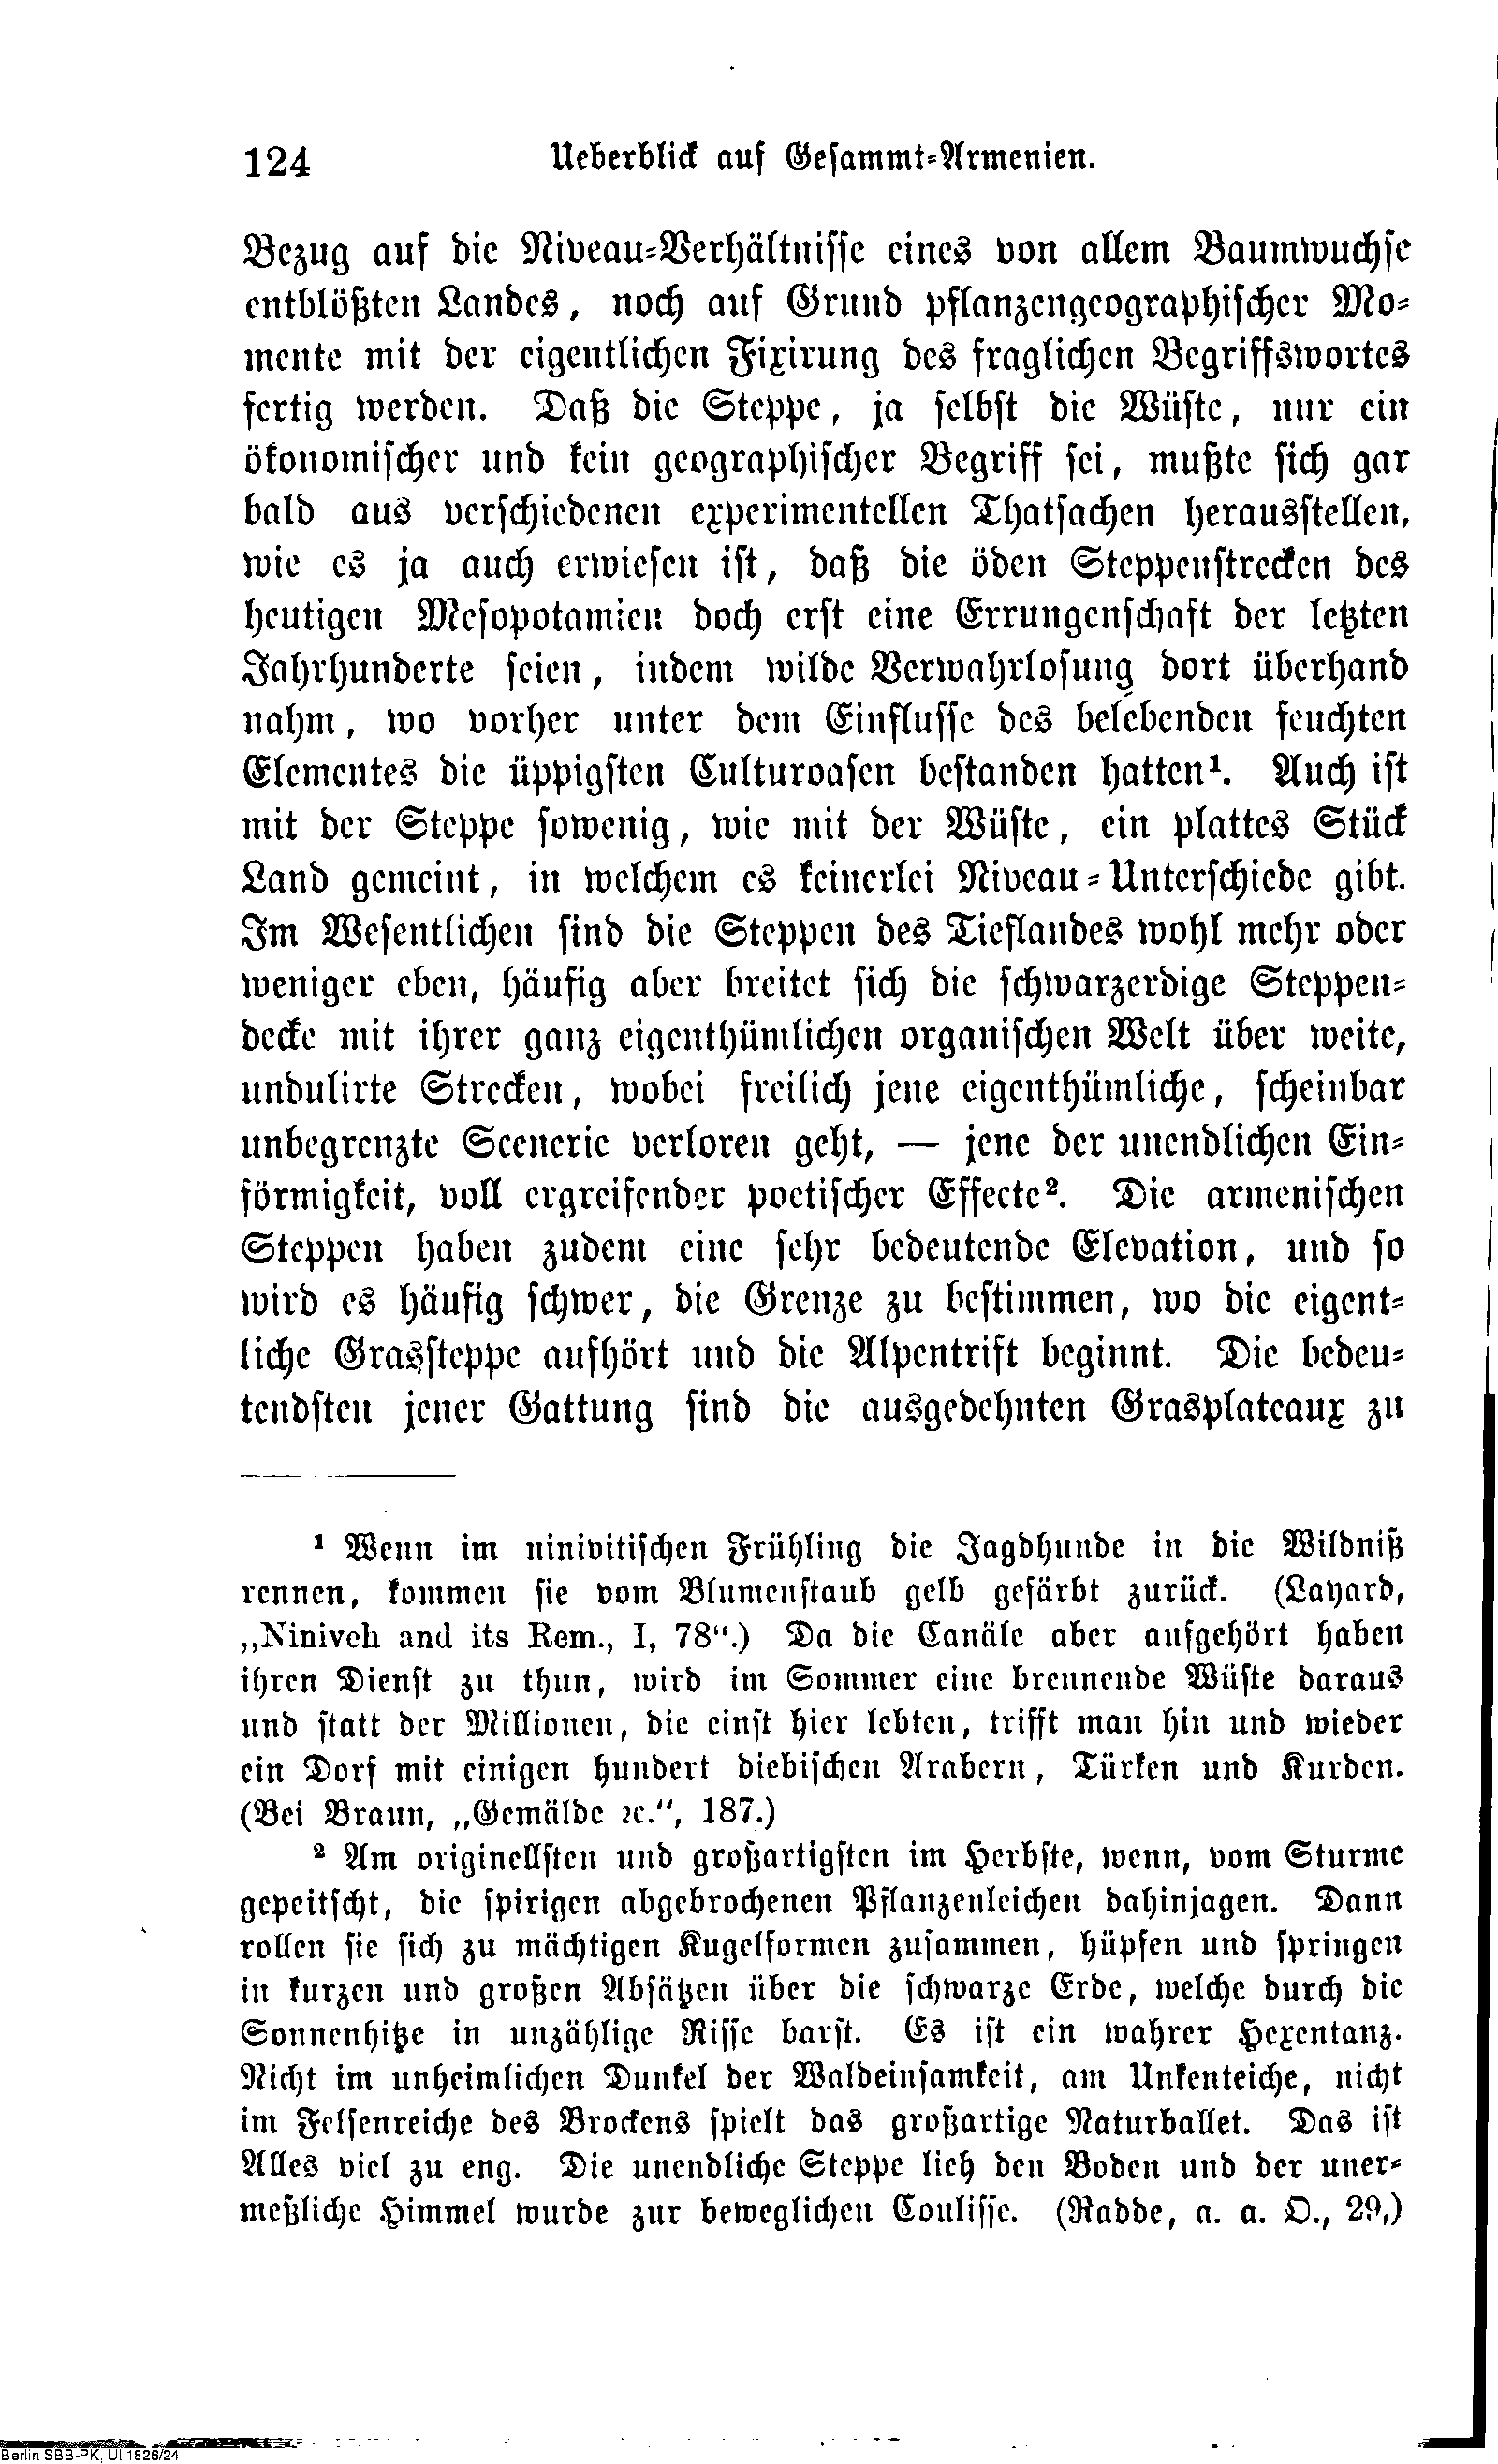 124 Ueberblick auf Gesammt-Armenien.
Bezug auf die Niveau-Verhältnisse eines von allem Baumwuchse
entblößten Landes, noch auf Grund pflanzengeographischer Mo-
mente mit der eigentlichen Fixirung des fraglichen Begriffswortes
fertig werden. Daß die Steppe, ja selbst die Wüste, nur ein
ökonomischer und kein geographischer Begriff sei, mußte sich gar
bald aus verschiedenen experimentellen Thatsachen herausstellen,
wie es ja auch erwiesen ist, daß die öden Steppenstrecken des
heutigen Mesopotamien doch erst eine Errungenschaft der letzten
Jahrhunderte seien, indem wilde Verwahrlosung dort überhand
nahm, wo vorher unter dem Einflusse des belebenden feuchten
Elementes die üppigsten Culturoasen bestanden hatten¹. Auch ist
mit der Steppe sowenig, wie mit der Wüste, ein plattes Stück
Land gemeint, in welchem es keinerlei Niveau-Unterschiede gibt.
Im Wesentlichen sind die Steppen des Tieflandes wohl mehr oder
weniger eben, häufig aber breitet sich die schwarzerdige Steppen-
decke mit ihrer ganz eigenthümlichen organischen Welt über weite,
undulirte Strecken, wobei freilich jene eigenthümliche, scheinbar
unbegrenzte Scenerie verloren geht, — jene der unendlichen Ein-
förmigkeit, voll ergreifender poetischer Effecte². Die armenischen
Steppen haben zudem eine sehr bedeutende Elevation, und so
wird es häufig schwer, die Grenze zu bestimmen, wo die eigent-
liche Grassteppe aufhört und die Alpentrift beginnt. Die bedeu-
tendsten jener Gattung sind die ausgedehnten Grasplateaux zu
¹ Wenn im ninivitischen Frühling die Jagdhunde in die Wildniß
rennen, kommen sie vom Blumenstaub gelb gefärbt zurück. (Layard,
„Niniveh and its Rem., I, 78“.) Da die Canäle aber aufgehört haben
ihren Dienst zu thun, wird im Sommer eine brennende Wüste daraus
und statt der Millionen, die einst hier lebten, trifft man hin und wieder
ein Dorf mit einigen hundert diebischen Arabern, Türken und Kurden.
(Bei Braun, „Gemälde ꝛc.“, 187.)
² Am originellsten und großartigsten im Herbste, wenn, vom Sturme
gepeitscht, die spirigen abgebrochenen Pflanzenleichen dahinjagen. Dann
rollen sie sich zu mächtigen Kugelformen zusammen, hüpfen und springen
in kurzen und großen Absätzen über die schwarze Erde, welche durch die
Sonnenhitze in unzählige Risse barst. Es ist ein wahrer Hexentanz.
Nicht im unheimlichen Dunkel der Waldeinsamkeit, am Unkenteiche, nicht
im Felsenreiche des Brockens spielt das großartige Naturballet. Das ist
Alles viel zu eng. Die unendliche Steppe lieh den Boden und der uner-
meßliche Himmel wurde zur beweglichen Coulisse. (Radde, a. a. O., 29,)
Berlin SBB-PK, Ul 1826/24